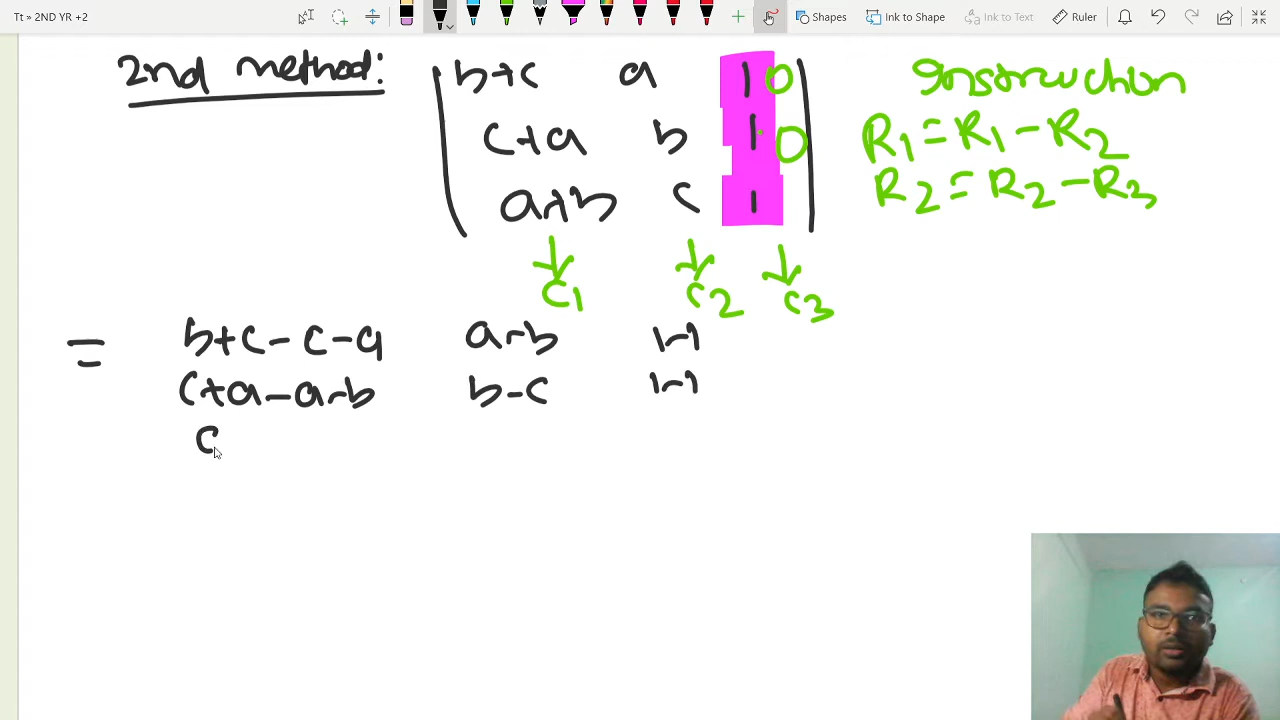 Tt » 2ND YR +2
Shapes Ink to Shape Ink to Text Ruler
2nd method: b+c a 1 0 Instruction
c+a b 1 0 R1=R1-R2
a+b c 1 R2=R2-R3
C1 C2 C3
= b+c-c-a a-b 1-1
c+a-a-b b-c 1-1
c